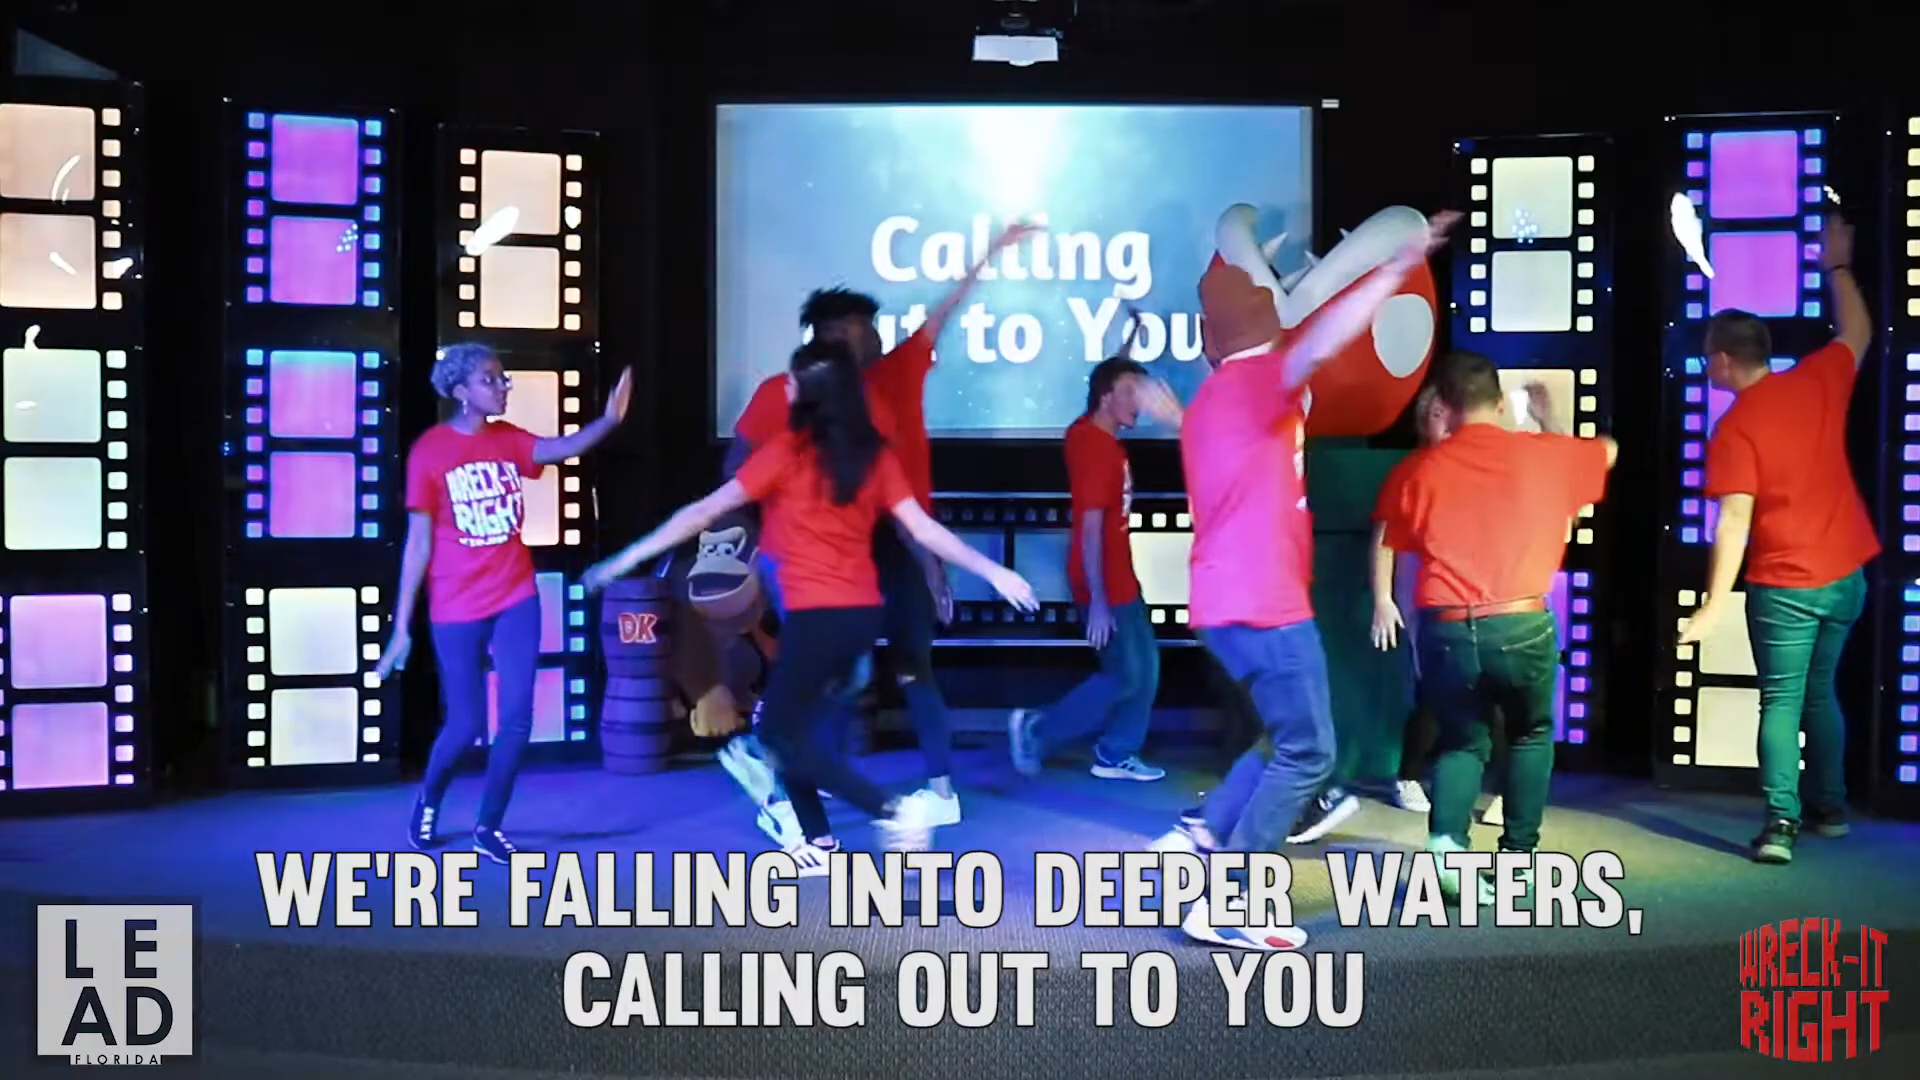 Calling
out to You
WRECK-IT
RIGHT
DK
WE'RE FALLING INTO DEEPER WATERS,
CALLING OUT TO YOU
LE
AD
FLORIDA
WRECK-IT
RIGHT